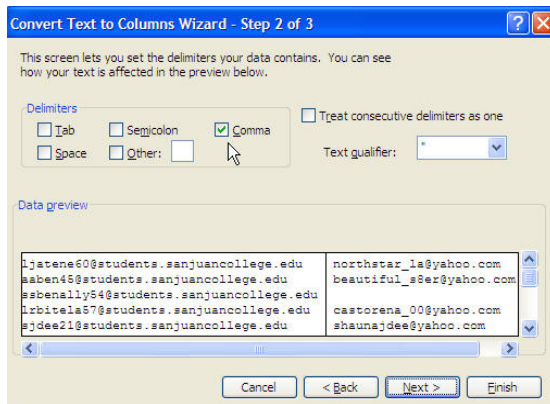 Convert Text to Columns Wizard - Step 2 of 3
This screen lets you set the delimiters your data contains. You can see
how your text is affected in the preview below.
Delimiters
Tab Semicolon Comma
Space Other:
Treat consecutive delimiters as one
Text qualifier: "
Data preview
ljatene60@students.sanjuancollege.edu northstar_la@yahoo.com
aaben45@students.sanjuancollege.edu beautiful_s8er@yahoo.com
ssbenally54@students.sanjuancollege.edu
lrbitela57@students.sanjuancollege.edu castorena_00@yahoo.com
sjdee21@students.sanjuancollege.edu shaunajdee@yahoo.com
Cancel < Back Next > Finish